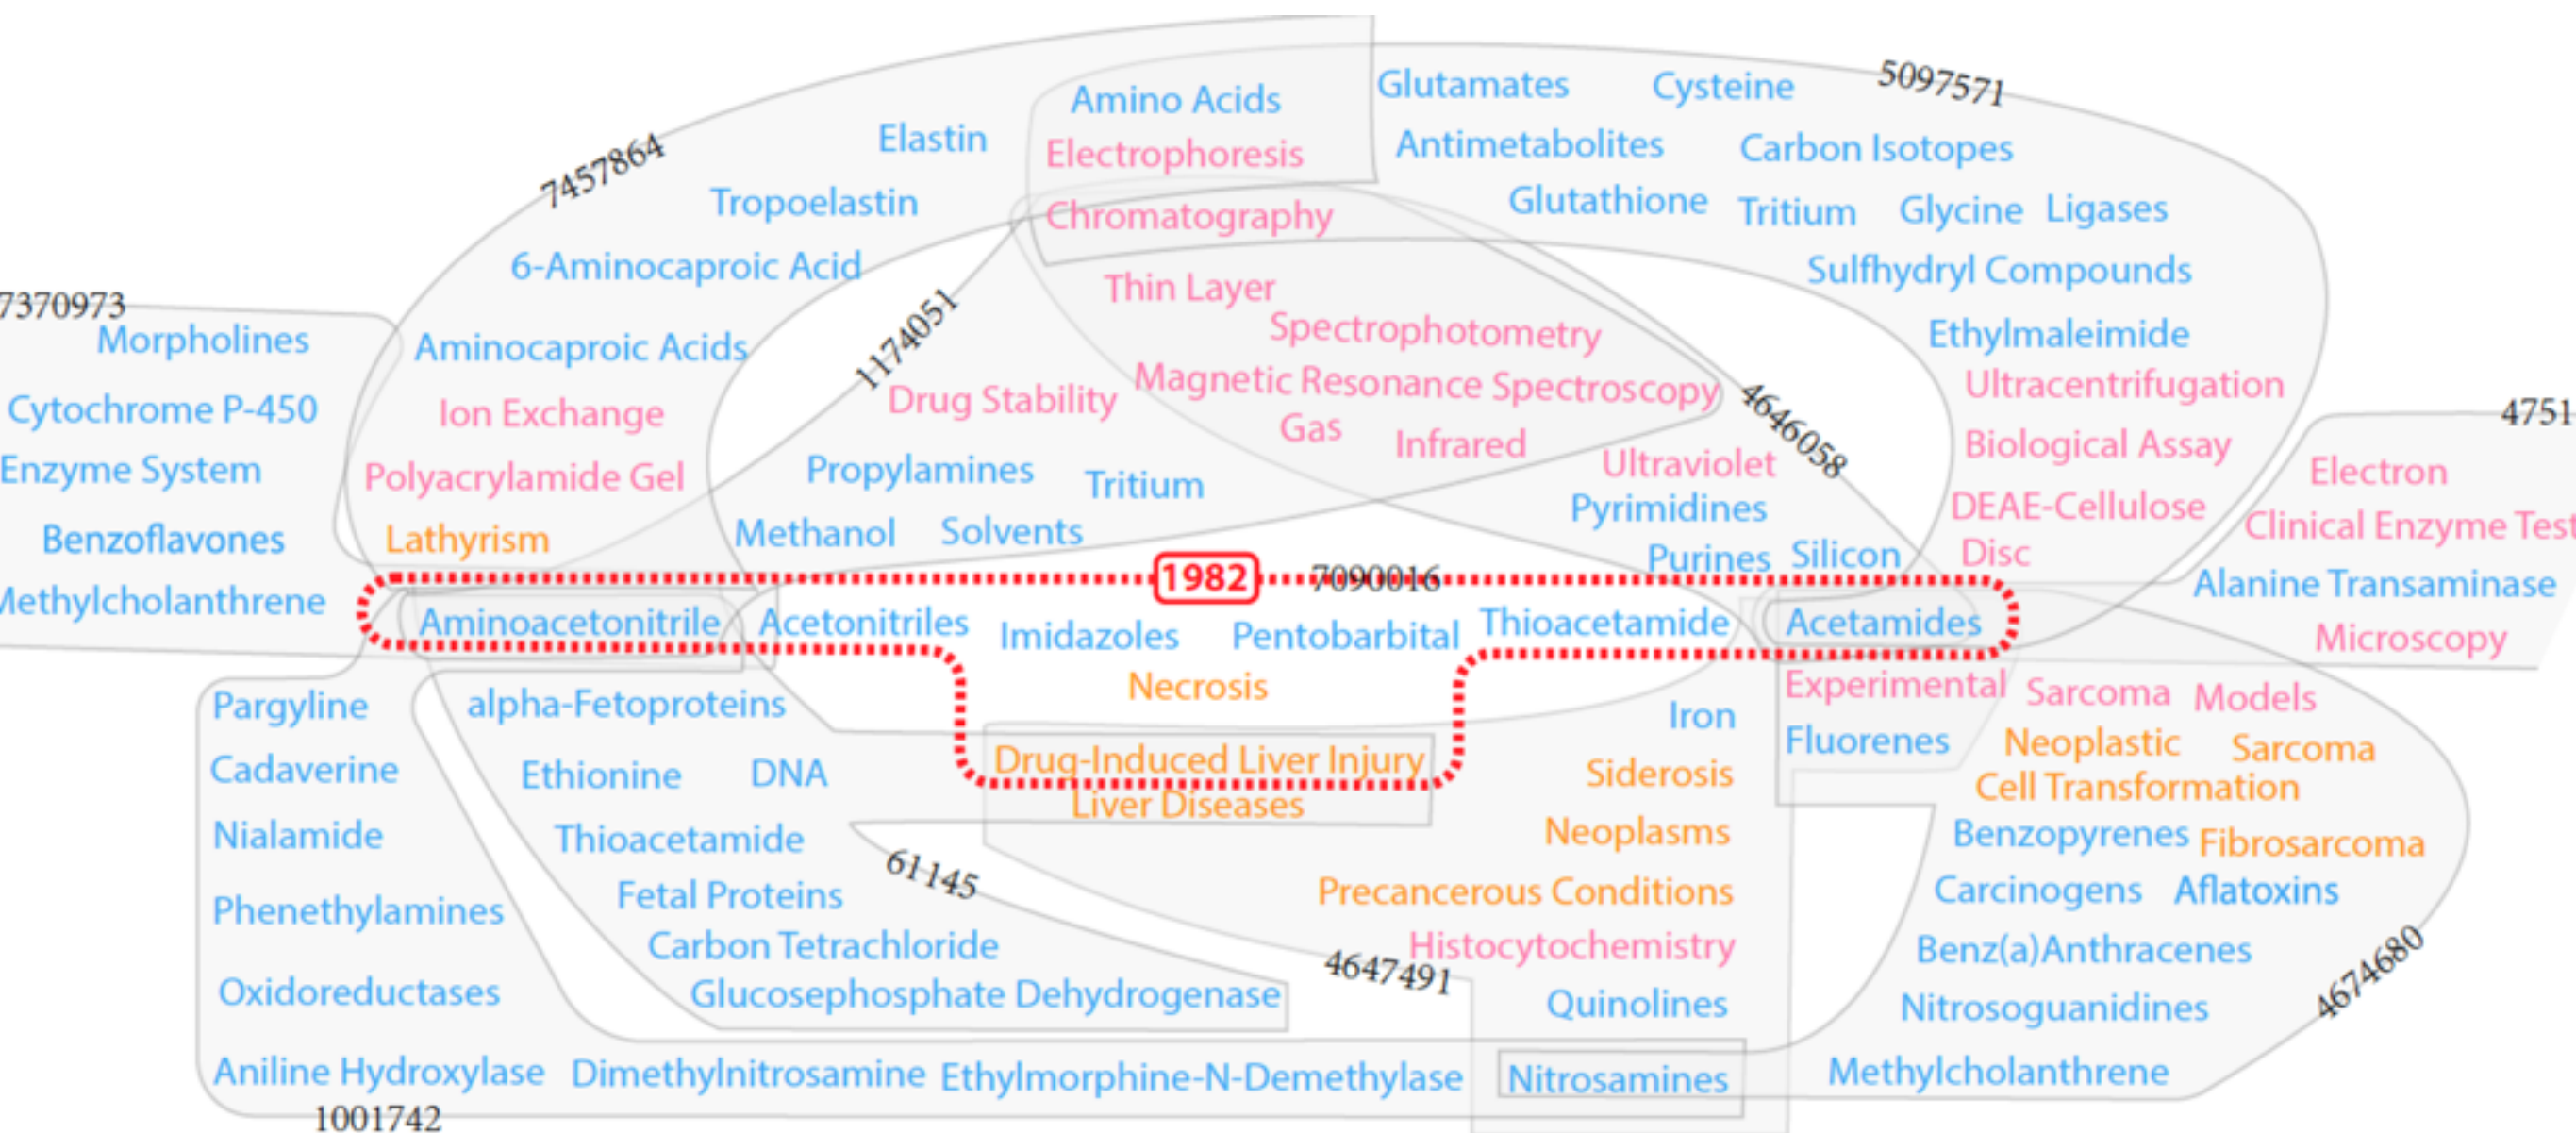 Amino Acids
Glutamates Cysteine 5097571
Elastin Electrophoresis Antimetabolites Carbon Isotopes
7457864
Tropoelastin Chromatography Glutathione Tritium Glycine Ligases
6-Aminocaproic Acid Thin Layer Sulfhydryl Compounds
7370973
Morpholines Aminocaproic Acids 1174051 Spectrophotometry Ethylmaleimide
Drug Stability Magnetic Resonance Spectroscopy Ultracentrifugation
Cytochrome P-450 Ion Exchange Gas Infrared 4646058 Biological Assay 4751
Enzyme System Polyacrylamide Gel Propylamines Tritium Ultraviolet Electron
Pyrimidines DEAE-Cellulose Clinical Enzyme Test
Benzoflavones Lathyrism Methanol Solvents Purines Silicon Disc
1982 7090016 Alanine Transaminase
Methylcholanthrene Aminoacetonitrile Acetonitriles Imidazoles Pentobarbital Thioacetamide Acetamides Microscopy
Pargyline alpha-Fetoproteins Necrosis Iron Experimental Sarcoma Models
Fluorenes Neoplastic Sarcoma
Cadaverine Ethionine DNA Drug-Induced Liver Injury Siderosis Cell Transformation
Liver Diseases
Nialamide Thioacetamide Neoplasms Benzopyrenes Fibrosarcoma
61145
Phenethylamines Fetal Proteins Precancerous Conditions Carcinogens Aflatoxins
Carbon Tetrachloride Histocytochemistry Benz(a)Anthracenes
4647491 4674680
Oxidoreductases Glucosephosphate Dehydrogenase Quinolines Nitrosoguanidines
Aniline Hydroxylase Dimethylnitrosamine Ethylmorphine-N-Demethylase Nitrosamines Methylcholanthrene
1001742